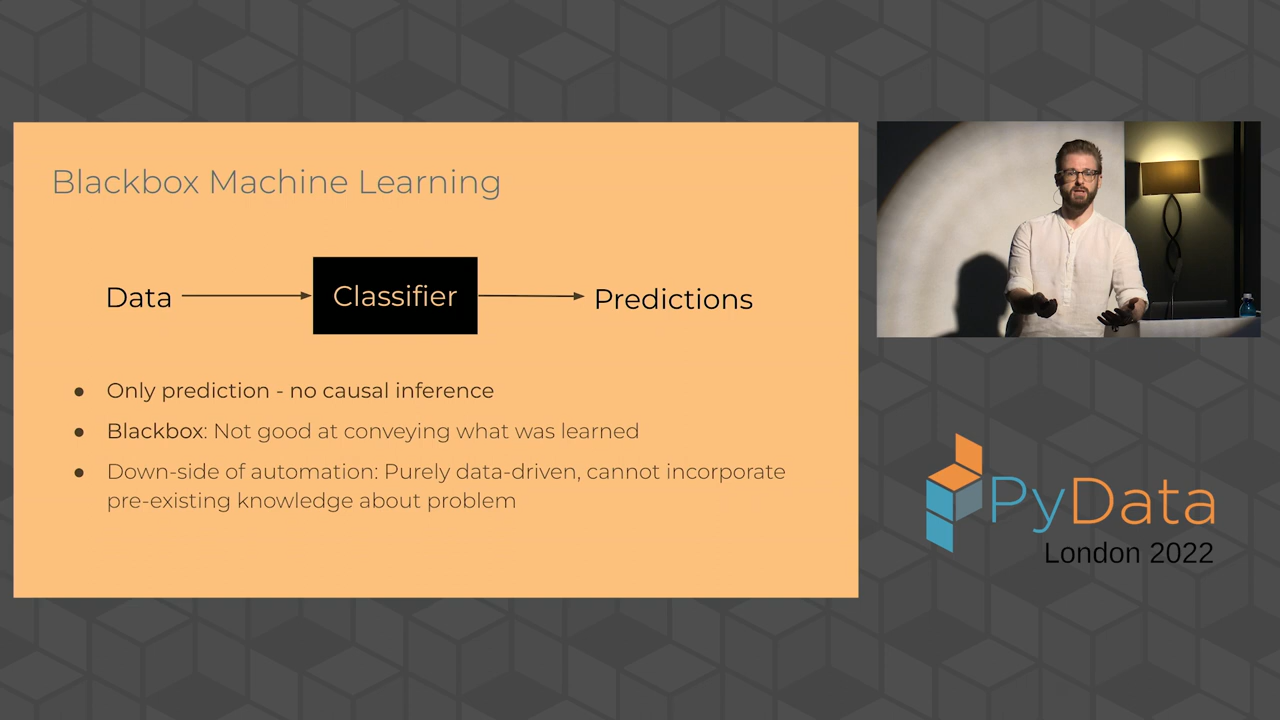 Blackbox Machine Learning
Data
Classifier
Predictions
● Only prediction - no causal inference
● Blackbox: Not good at conveying what was learned
● Down-side of automation: Purely data-driven, cannot incorporate
pre-existing knowledge about problem
PyData
London 2022